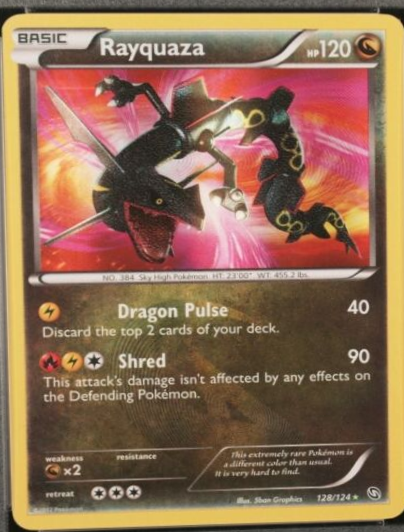 BASIC
Rayquaza
HP120
NO. 384 Sky High Pokémon HT: 23'00" WT: 455.2 lbs.
Dragon Pulse 40
Discard the top 2 cards of your deck.
Shred 90
This attack's damage isn't affected by any effects on
the Defending Pokémon.
weakness resistance
×2
This extremely rare Pokémon is
a different color than usual.
It is very hard to find.
retreat
Illus. 5ban Graphics 128/124